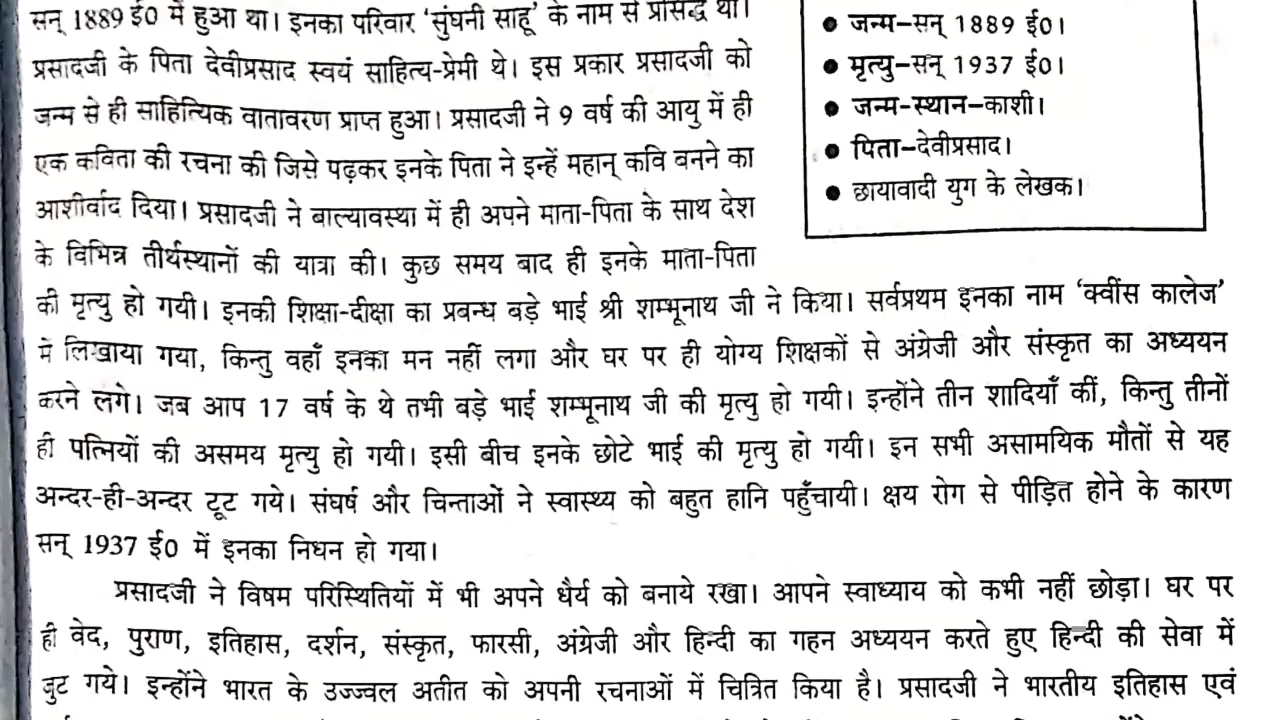 सन् 1889 ई0 में हुआ था। इनका परिवार ‘सुंघनी साहू’ के नाम से प्रसिद्ध था।
प्रसादजी के पिता देवीप्रसाद स्वयं साहित्य-प्रेमी थे। इस प्रकार प्रसादजी को
जन्म से ही साहित्यिक वातावरण प्राप्त हुआ। प्रसादजी ने 9 वर्ष की आयु में ही
एक कविता की रचना की जिसे पढ़कर इनके पिता ने इन्हें महान् कवि बनने का
आशीर्वाद दिया। प्रसादजी ने बाल्यावस्था में ही अपने माता-पिता के साथ देश
के विभिन्न तीर्थस्थानों की यात्रा की। कुछ समय बाद ही इनके माता-पिता
● जन्म–सन् 1889 ई0।
● मृत्यु–सन् 1937 ई0।
● जन्म-स्थान–काशी।
● पिता–देवीप्रसाद।
● छायावादी युग के लेखक।
की मृत्यु हो गयी। इनकी शिक्षा-दीक्षा का प्रबन्ध बड़े भाई श्री शम्भूनाथ जी ने किया। सर्वप्रथम इनका नाम ‘क्वींस कालेज’
में लिखाया गया, किन्तु वहाँ इनका मन नहीं लगा और घर पर ही योग्य शिक्षकों से अंग्रेजी और संस्कृत का अध्ययन
करने लगे। जब आप 17 वर्ष के थे तभी बड़े भाई शम्भूनाथ जी की मृत्यु हो गयी। इन्होंने तीन शादियाँ कीं, किन्तु तीनों
ही पत्नियों की असमय मृत्यु हो गयी। इसी बीच इनके छोटे भाई की मृत्यु हो गयी। इन सभी असामयिक मौतों से यह
अन्दर-ही-अन्दर टूट गये। संघर्ष और चिन्ताओं ने स्वास्थ्य को बहुत हानि पहुँचायी। क्षय रोग से पीड़ित होने के कारण
सन् 1937 ई0 में इनका निधन हो गया।
प्रसादजी ने विषम परिस्थितियों में भी अपने धैर्य को बनाये रखा। आपने स्वाध्याय को कभी नहीं छोड़ा। घर पर
ही वेद, पुराण, इतिहास, दर्शन, संस्कृत, फारसी, अंग्रेजी और हिन्दी का गहन अध्ययन करते हुए हिन्दी की सेवा में
जुट गये। इन्होंने भारत के उज्ज्वल अतीत को अपनी रचनाओं में चित्रित किया है। प्रसादजी ने भारतीय इतिहास एवं